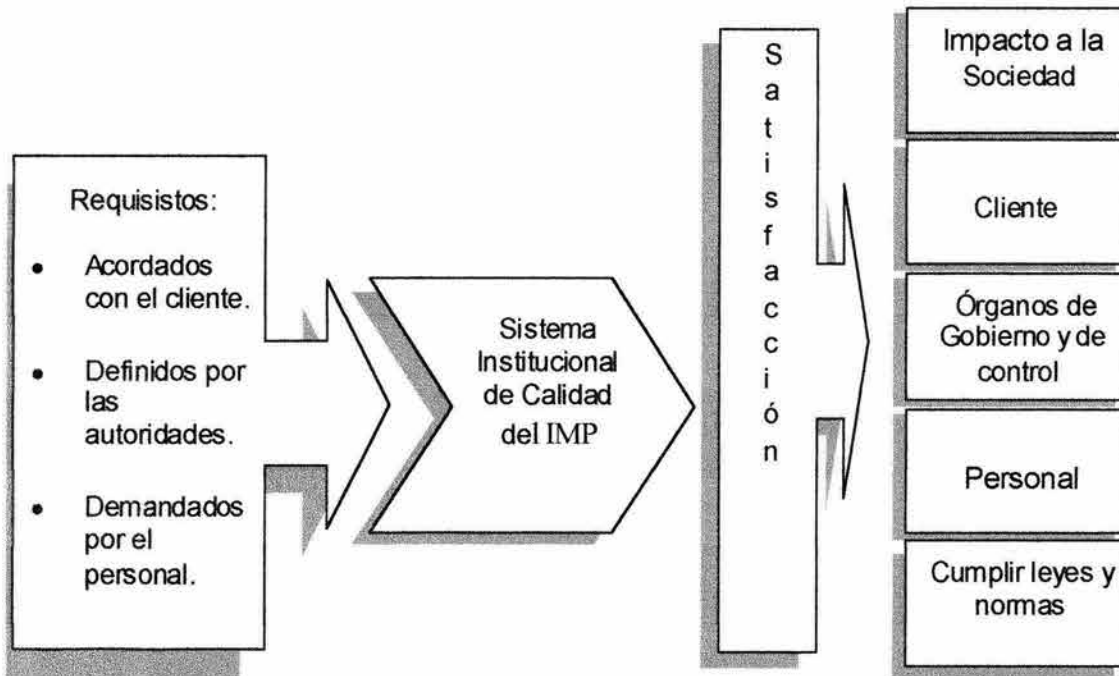 Requisistos:
• Acordados
con el cliente.
• Definidos por
las
autoridades.
• Demandados
por el
personal.
Sistema
Institucional
de Calidad
del IMP
Satisfacción
Impacto a la
Sociedad
Cliente
Órganos de
Gobierno y de
control
Personal
Cumplir leyes y
normas